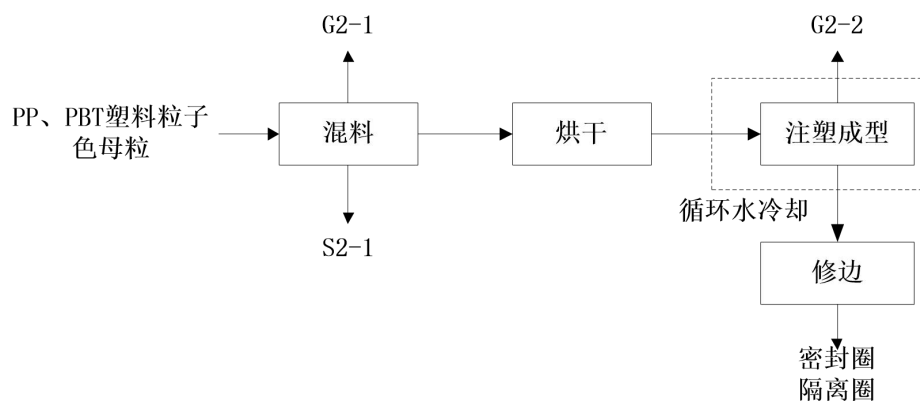 G2-1
G2-2
PP、PBT塑料粒子
色母粒
混料
烘干
注塑成型
循环水冷却
S2-1
修边
密封圈
隔离圈